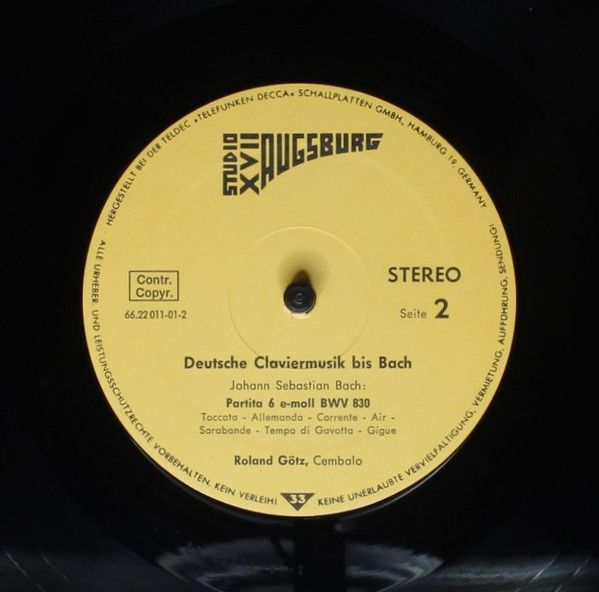 HERGESTELLT BEI DER TELDEC »TELEFUNKEN-DECCA« SCHALLPLATTEN GMBH, HAMBURG 19, GERMANY
STUDIO
XVII
AUGSBURG
Contr.
Copyr.
66.22 011-01-2
STEREO
Seite 2
Deutsche Claviermusik bis Bach
Johann Sebastian Bach:
Partita 6 e-moll BWV 830
Toccata - Allemanda - Corrente - Air -
Sarabande - Tempo di Gavotta - Gigue
Roland Götz, Cembalo
33
ALLE URHEBER- UND LEISTUNGSSCHUTZRECHTE VORBEHALTEN. KEIN VERLEIH! KEINE UNERLAUBTE VERVIELFÄLTIGUNG, VERMIETUNG, AUFFÜHRUNG, SENDUNG!